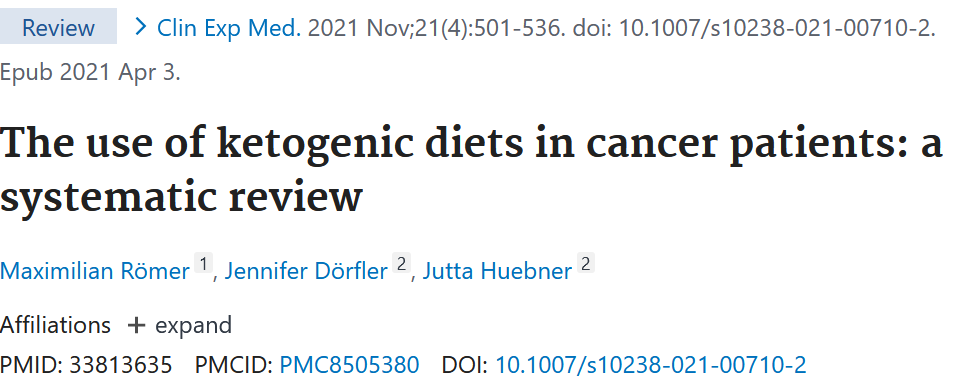 Review > Clin Exp Med. 2021 Nov;21(4):501-536. doi: 10.1007/s10238-021-00710-2.
Epub 2021 Apr 3.
The use of ketogenic diets in cancer patients: a
systematic review
Maximilian Römer 1, Jennifer Dörfler 2, Jutta Huebner 2
Affiliations + expand
PMID: 33813635 PMCID: PMC8505380 DOI: 10.1007/s10238-021-00710-2